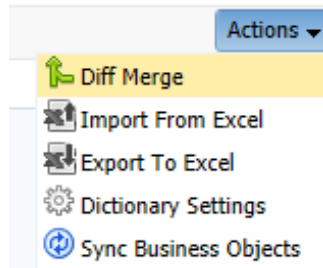 Actions
Diff Merge
Import From Excel
Export To Excel
Dictionary Settings
Sync Business Objects